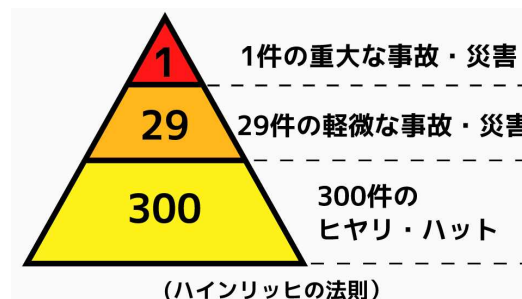 1
1件の重大な事故・災害
29
29件の軽微な事故・災害
300
300件の
ヒヤリ・ハット
(ハインリッヒの法則)